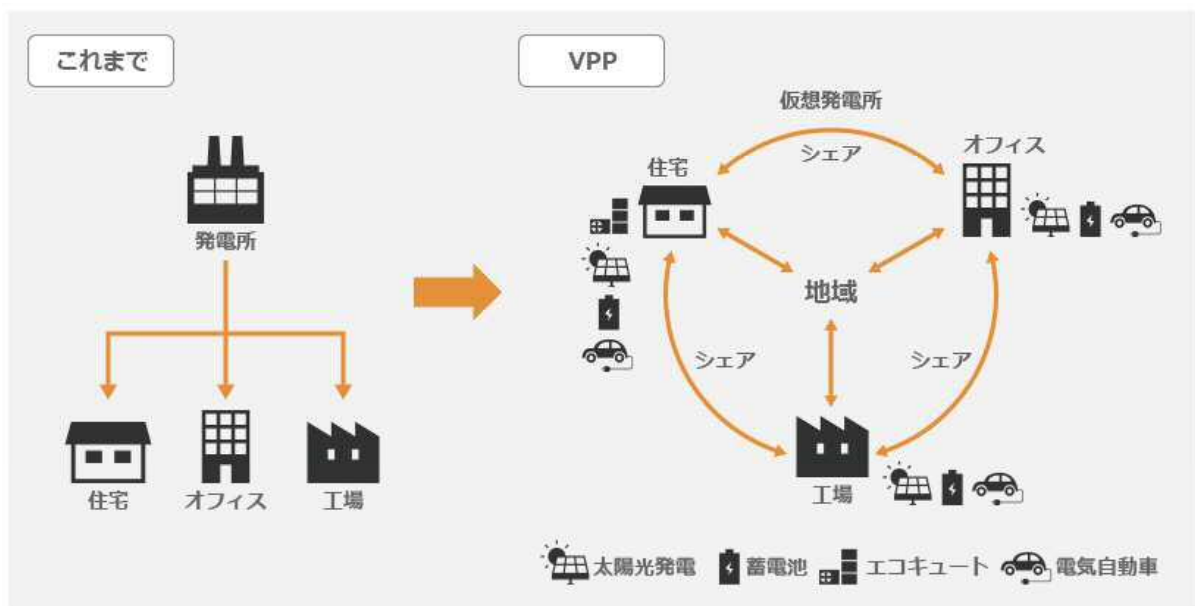 これまで
発電所
住宅
オフィス
工場
VPP
仮想発電所
シェア
住宅
オフィス
地域
シェア
シェア
工場
太陽光発電
蓄電池
エコキュート
電気自動車